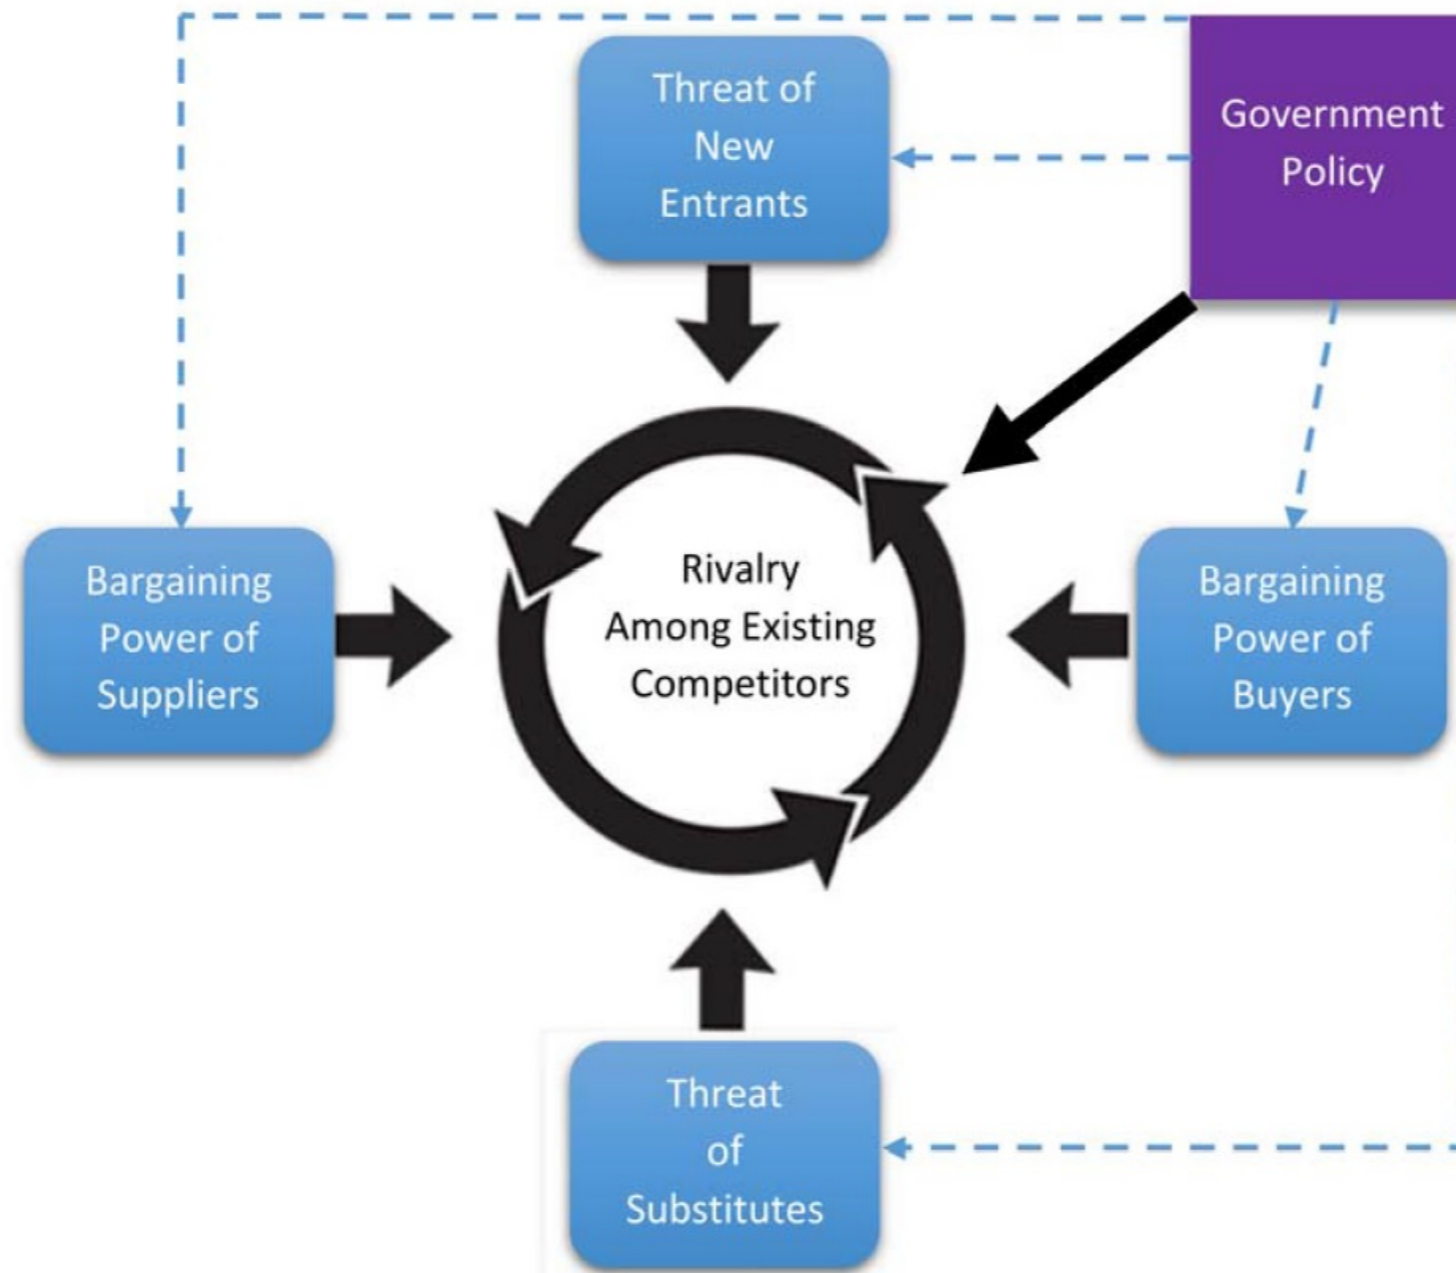 Threat of
New
Entrants
Government
Policy
Bargaining
Power of
Suppliers
Rivalry
Among Existing
Competitors
Bargaining
Power of
Buyers
Threat
of
Substitutes